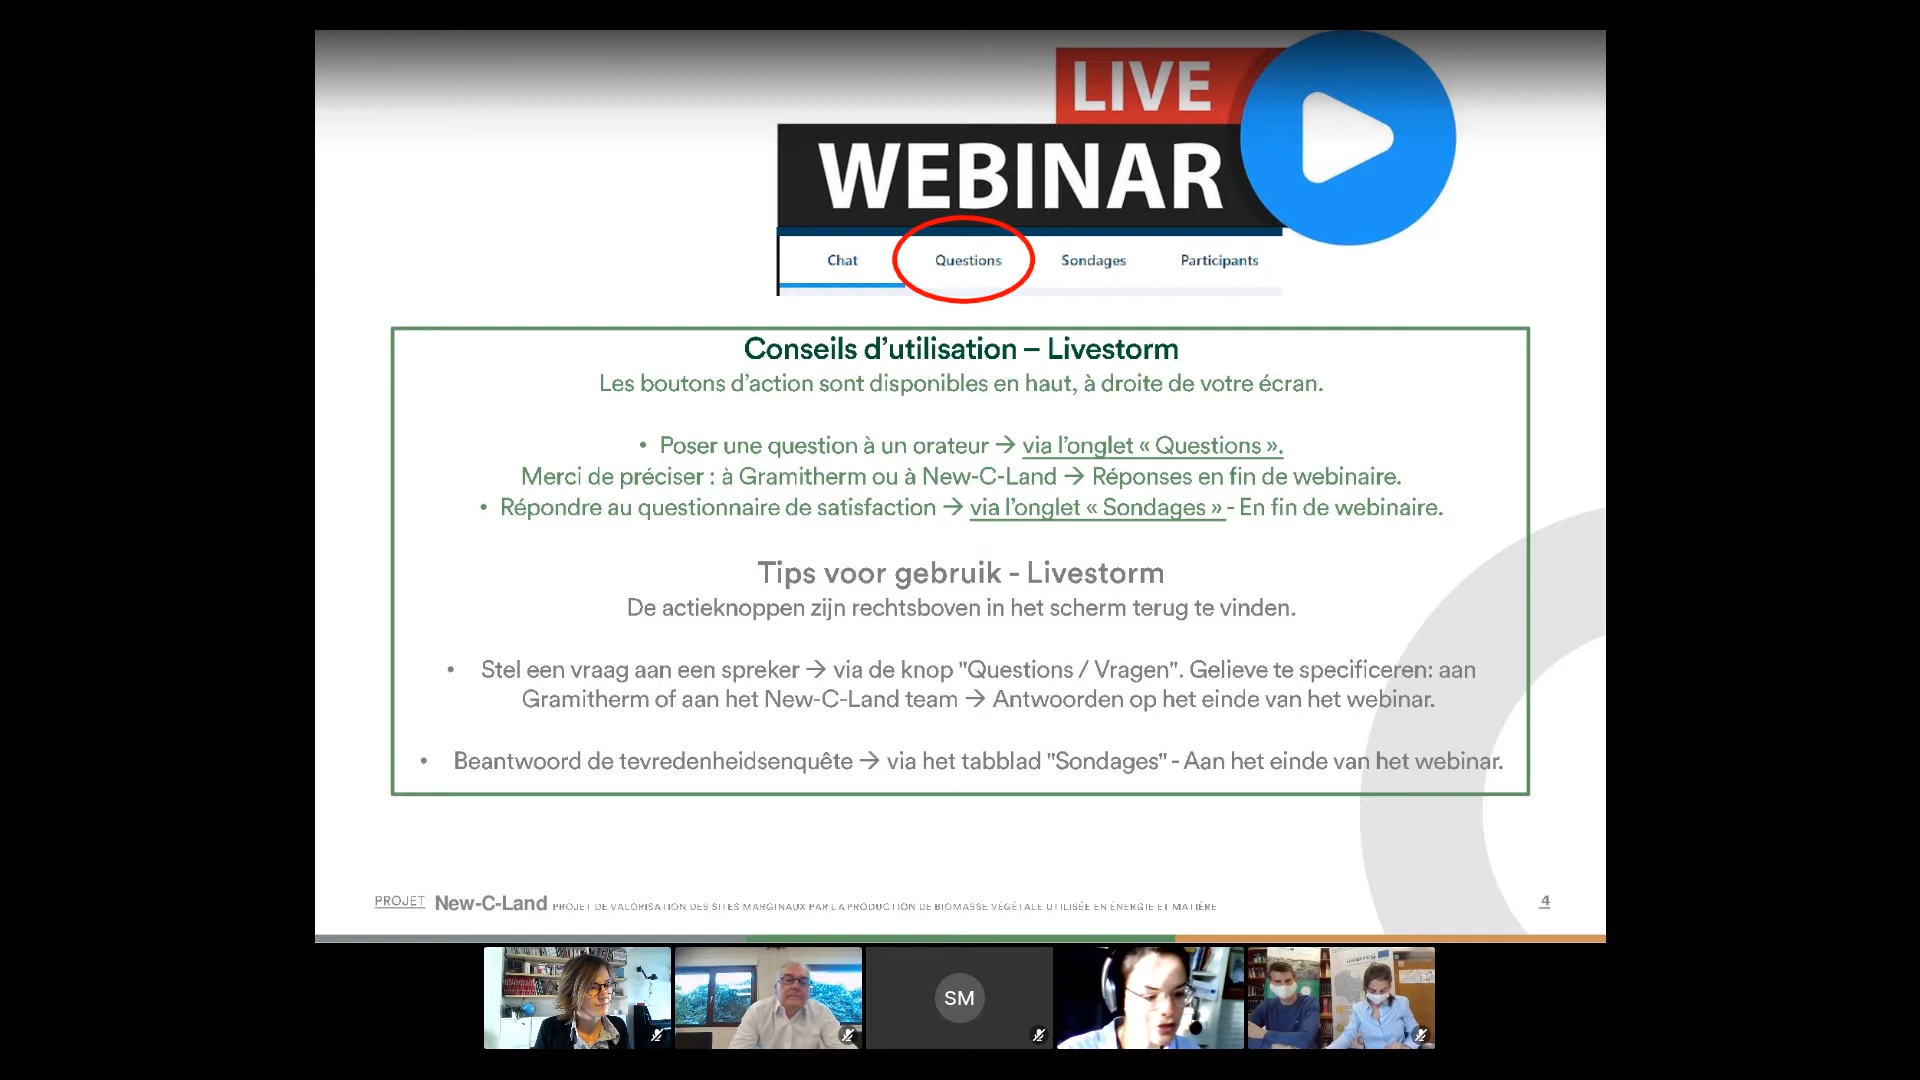 LIVE
WEBINAR
Chat Questions Sondages Participants
Conseils d’utilisation – Livestorm
Les boutons d’action sont disponibles en haut, à droite de votre écran.
• Poser une question à un orateur → via l’onglet « Questions ».
Merci de préciser : à Gramitherm ou à New-C-Land → Réponses en fin de webinaire.
• Répondre au questionnaire de satisfaction → via l’onglet « Sondages » - En fin de webinaire.
Tips voor gebruik - Livestorm
De actieknoppen zijn rechtsboven in het scherm terug te vinden.
• Stel een vraag aan een spreker → via de knop "Questions / Vragen". Gelieve te specificeren: aan
Gramitherm of aan het New-C-Land team → Antwoorden op het einde van het webinar.
• Beantwoord de tevredenheidsenquête → via het tabblad "Sondages" - Aan het einde van het webinar.
PROJET New-C-Land PROJET DE VALORISATION DES SITES MARGINAUX PAR LA PRODUCTION DE BIOMASSE VÉGÉTALE UTILISÉE EN ÉNERGIE ET MATIÈRE 4
SM